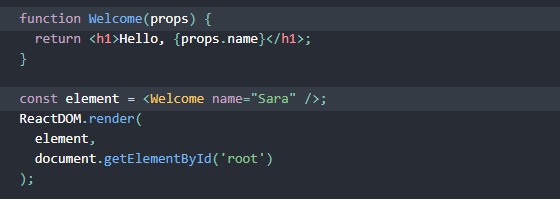 function Welcome(props) {
  return <h1>Hello, {props.name}</h1>;
}

const element = <Welcome name="Sara" />;
ReactDOM.render(
  element,
  document.getElementById('root')
);